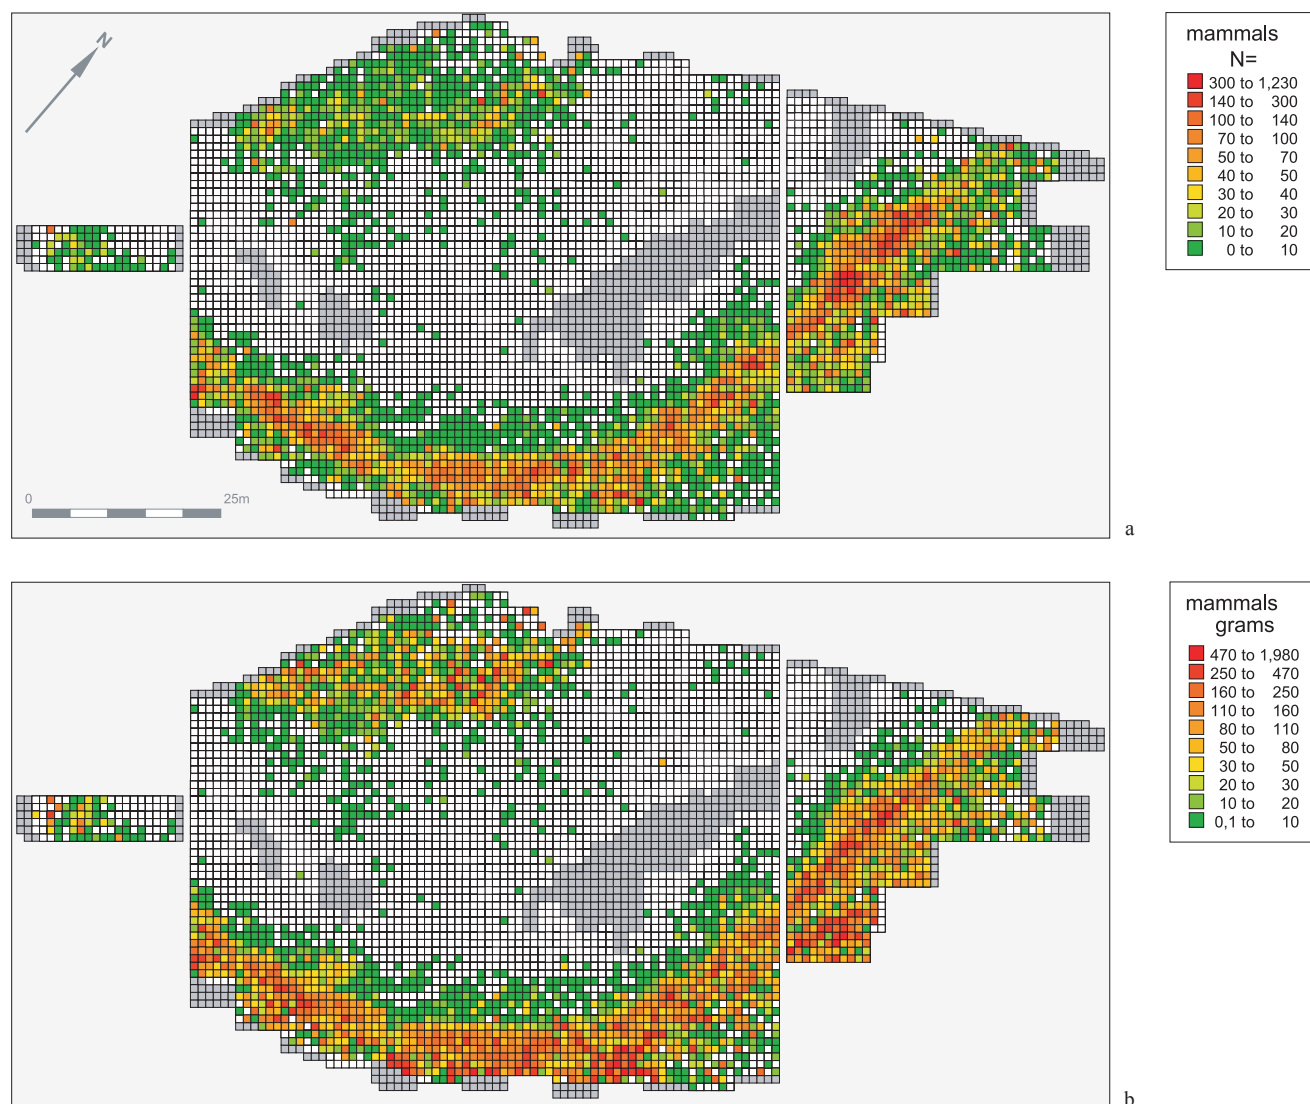 N
0 25m
mammals
N=
300 to 1,230
140 to 300
100 to 140
70 to 100
50 to 70
40 to 50
30 to 40
20 to 30
10 to 20
0 to 10
a
mammals
grams
470 to 1,980
250 to 470
160 to 250
110 to 160
80 to 110
50 to 80
30 to 50
20 to 30
10 to 20
0,1 to 10
b